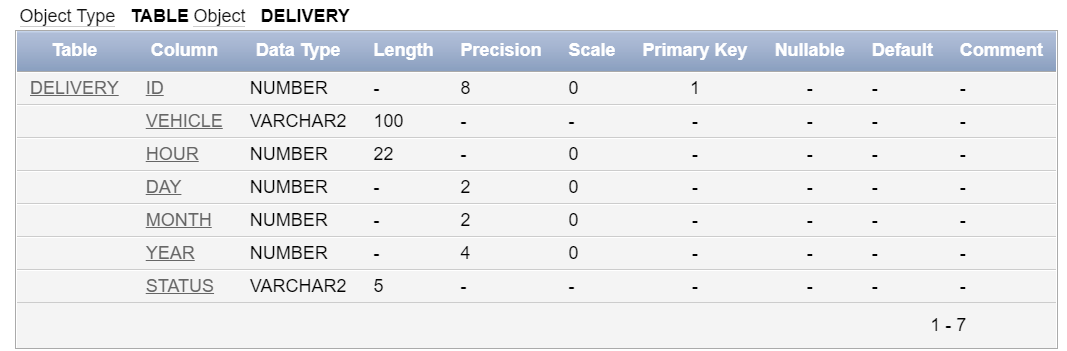 Object Type TABLE Object DELIVERY
Table Column Data Type Length Precision Scale Primary Key Nullable Default Comment
DELIVERY ID NUMBER - 8 0 1 - - -
VEHICLE VARCHAR2 100 - - - - - -
HOUR NUMBER 22 - 0 - - - -
DAY NUMBER - 2 0 - - - -
MONTH NUMBER - 2 0 - - - -
YEAR NUMBER - 4 0 - - - -
STATUS VARCHAR2 5 - - - - - -
1 - 7